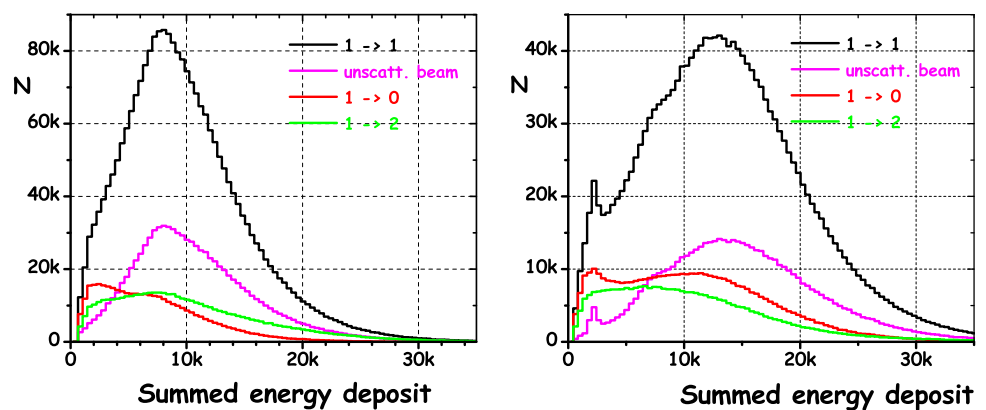 80k
60k
40k
20k
0
N
1 -> 1
unscatt. beam
1 -> 0
1 -> 2
0
10k
20k
30k
Summed energy deposit
40k
30k
20k
10k
0
N
1 -> 1
unscatt. beam
1 -> 0
1 -> 2
0
10k
20k
30k
Summed energy deposit